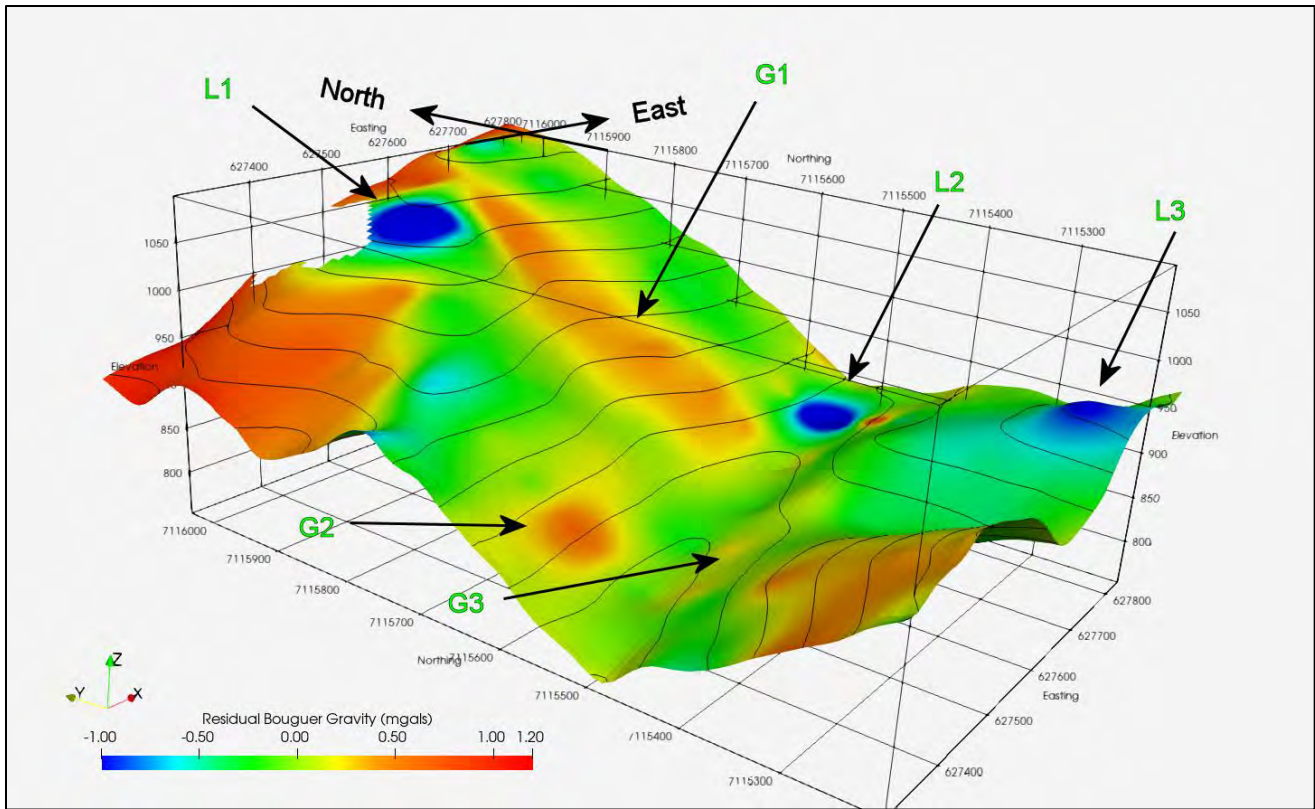 L1
North
G1
East
L2
L3
Easting
627400
627500
627600
627700
627800
7116000
7115900
7115800
7115700
7115600
7115500
7115400
7115300
Northing
1050
1000
950
850
800
Elevation
1050
1000
950
900
850
800
Elevation
G2
G3
7116000
7115900
7115800
7115700
7115600
7115500
7115400
7115300
Northing
627800
627700
627600
627500
627400
Easting
Z
Y
X
Residual Bouguer Gravity (mgals)
-1.00 -0.50 0.00 0.50 1.00 1.20